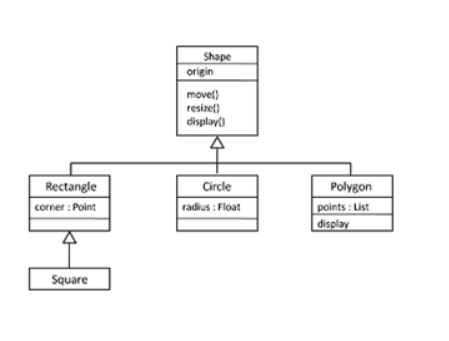 Shape
origin
move()
resize()
display()
Rectangle
corner : Point
Circle
radius : Float
Polygon
points : List
display
Square